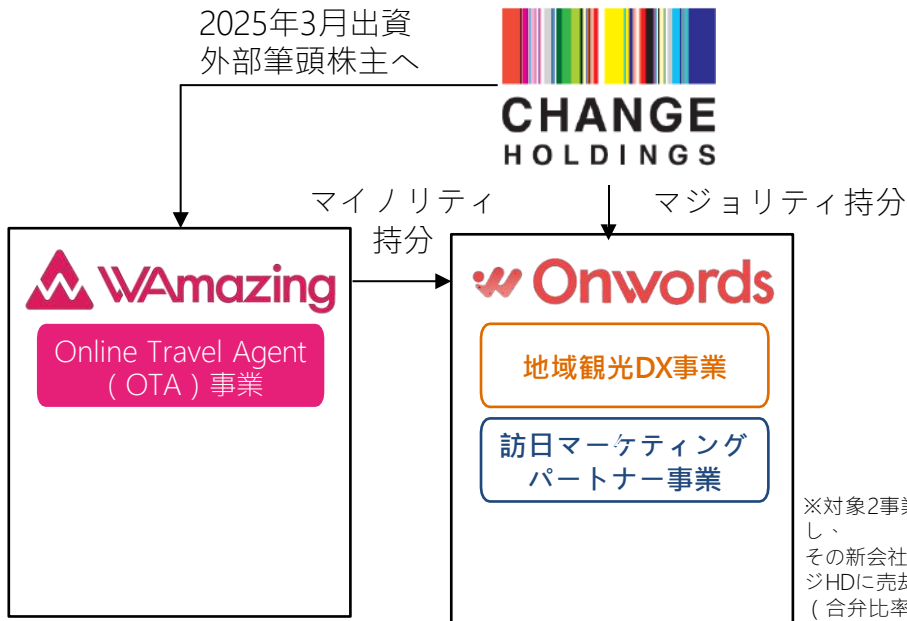 2025年3月出資
外部筆頭株主へ
CHANGE
HOLDINGS
マイノリティ
持分
マジョリティ持分
WAmazing
Online Travel Agent
(OTA)事業
Onwords
地域観光DX事業
訪日マーケティング
パートナー事業
※対象2事業
し、
その新会社
ジHDに売却
(合弁比率